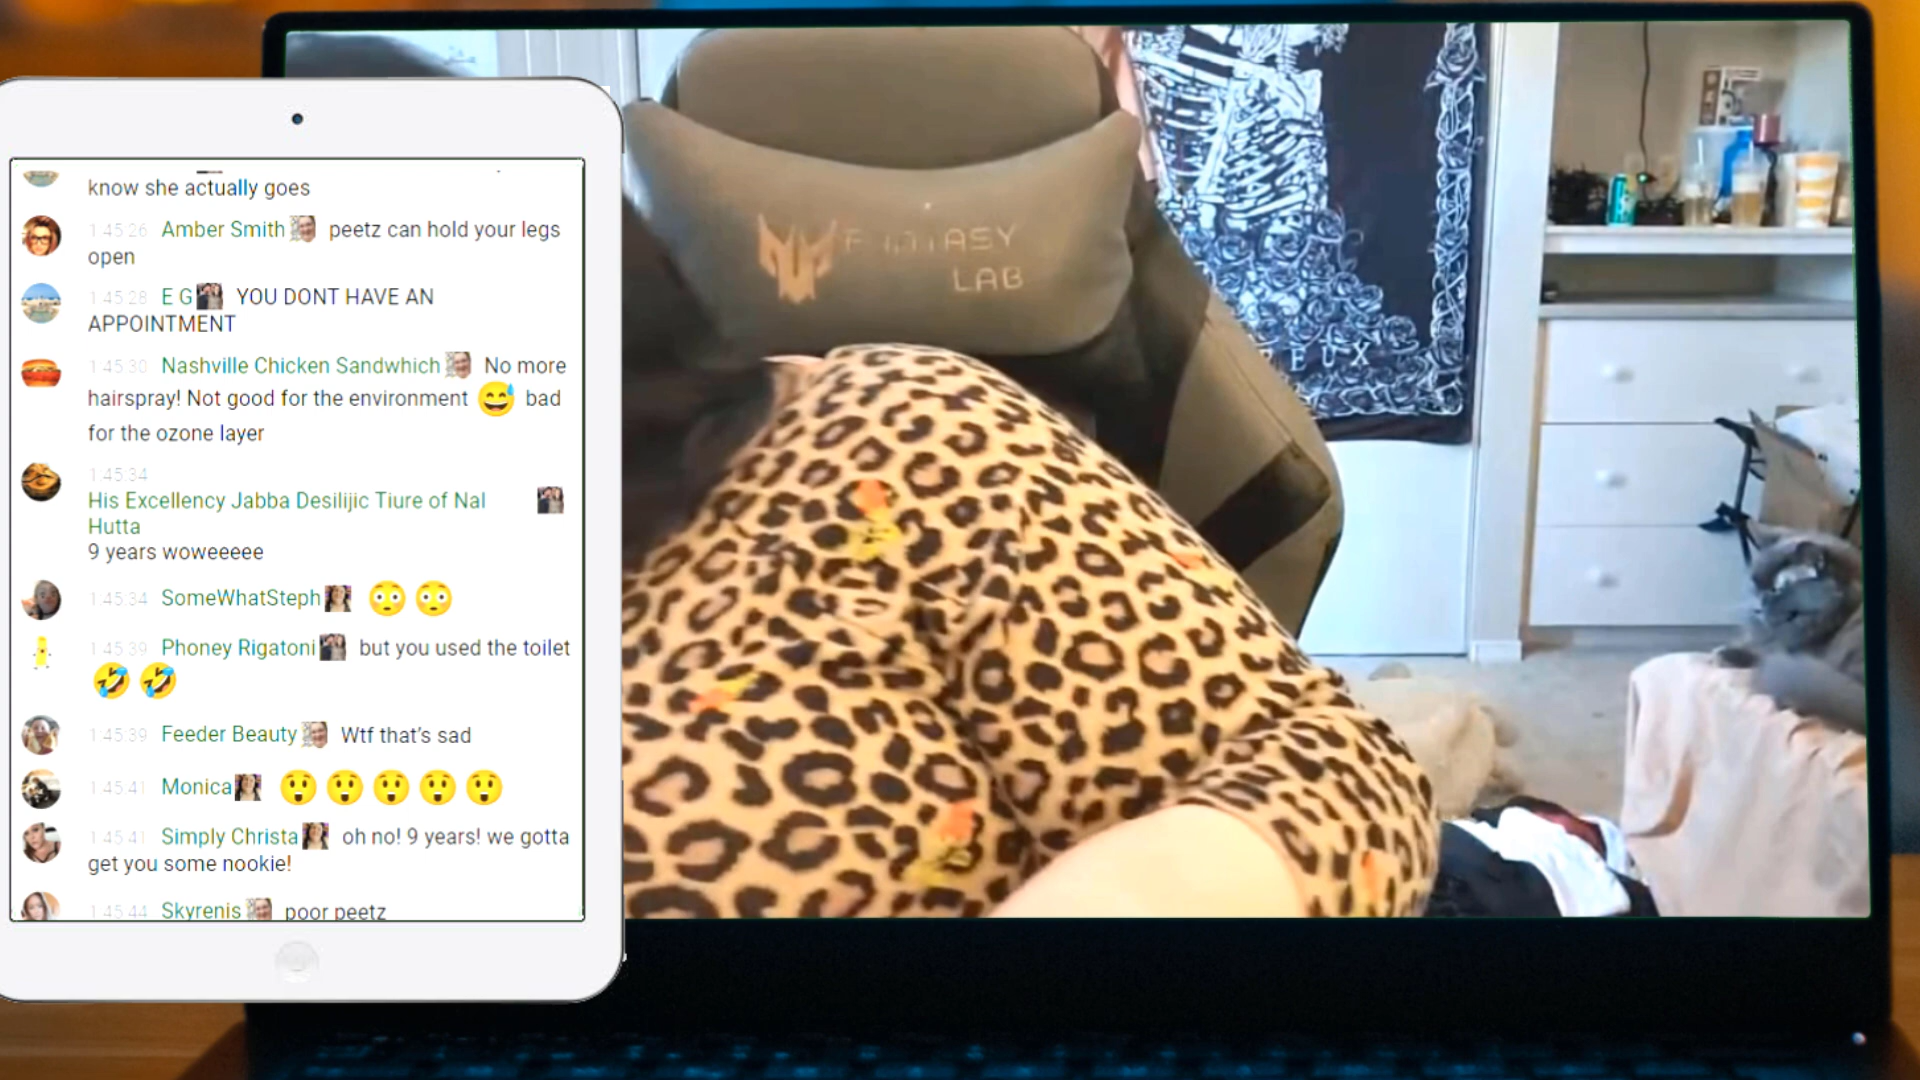 know she actually goes
1:45:26 Amber Smith peetz can hold your legs
open
1:45:28 E G YOU DONT HAVE AN
APPOINTMENT
1:45:30 Nashville Chicken Sandwhich No more
hairspray! Not good for the environment 😅 bad
for the ozone layer
1:45:34
His Excellency Jabba Desilijic Tiure of Nal
Hutta
9 years woweeeee
1:45:34 SomeWhatSteph 😳 😳
1:45:39 Phoney Rigatoni but you used the toilet
🤣 🤣
1:45:39 Feeder Beauty Wtf that's sad
1:45:41 Monica 😲 😲 😲 😲 😲
1:45:41 Simply Christa oh no! 9 years! we gotta
get you some nookie!
1:45:44 Skyrenis poor peetz
FANTASY
LAB